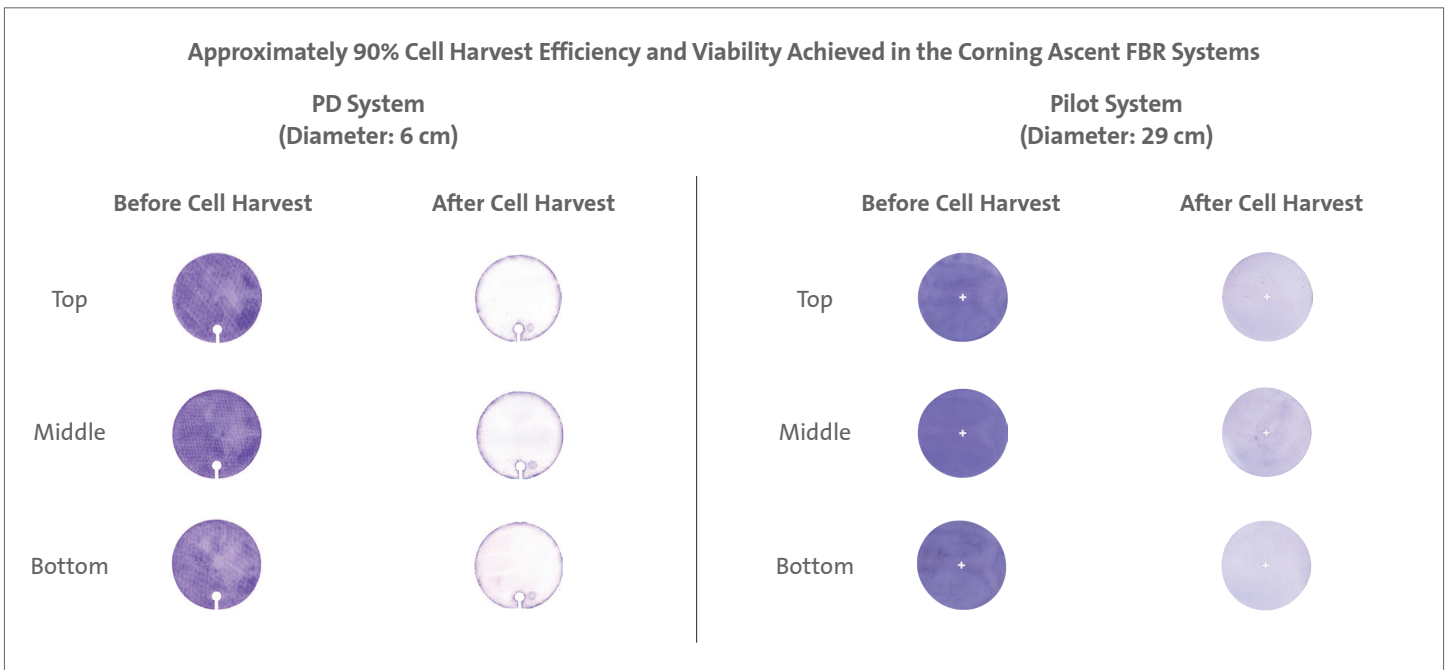 Approximately 90% Cell Harvest Efficiency and Viability Achieved in the Corning Ascent FBR Systems
PD System
(Diameter: 6 cm)
Before Cell Harvest
After Cell Harvest
Top
Middle
Bottom
Pilot System
(Diameter: 29 cm)
Before Cell Harvest
After Cell Harvest
Top
Middle
Bottom